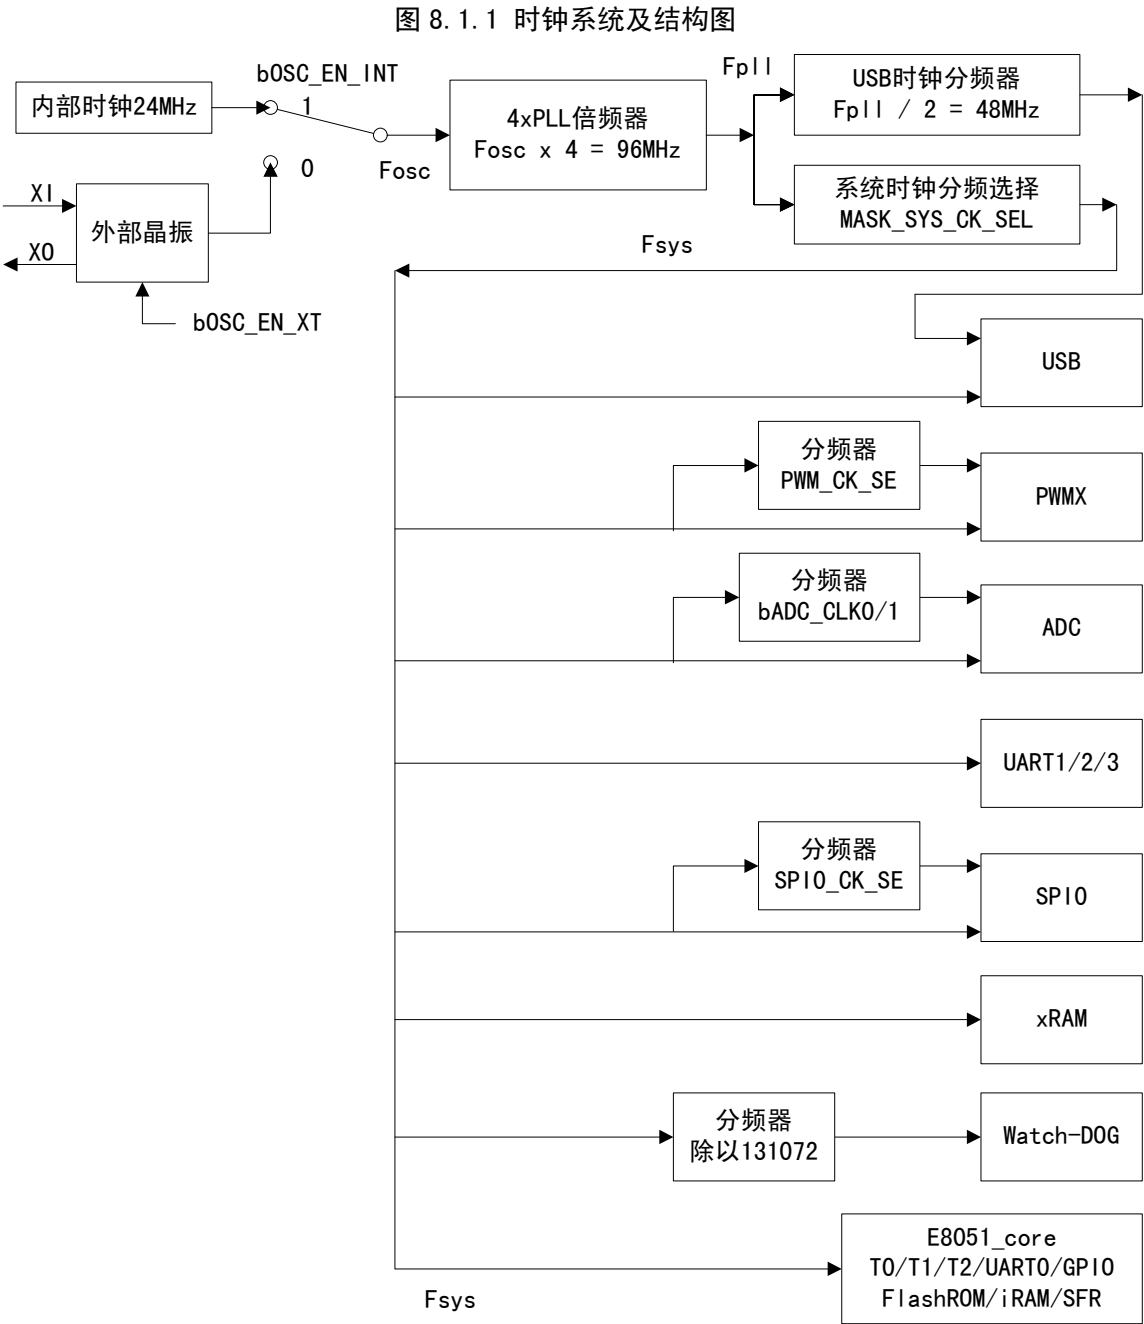 图 8.1.1 时钟系统及结构图
bOSC_EN_INT
Fpll
内部时钟24MHz
1
4xPLL倍频器
Fosc x 4 = 96MHz
USB时钟分频器
Fpll / 2 = 48MHz
0
Fosc
XI
XO
外部晶振
系统时钟分频选择
MASK_SYS_CK_SEL
Fsys
bOSC_EN_XT
USB
分频器
PWM_CK_SE
PWMX
分频器
bADC_CLK0/1
ADC
UART1/2/3
分频器
SPI0_CK_SE
SPI0
xRAM
分频器
除以131072
Watch-DOG
E8051_core
T0/T1/T2/UART0/GPIO
FlashROM/iRAM/SFR
Fsys